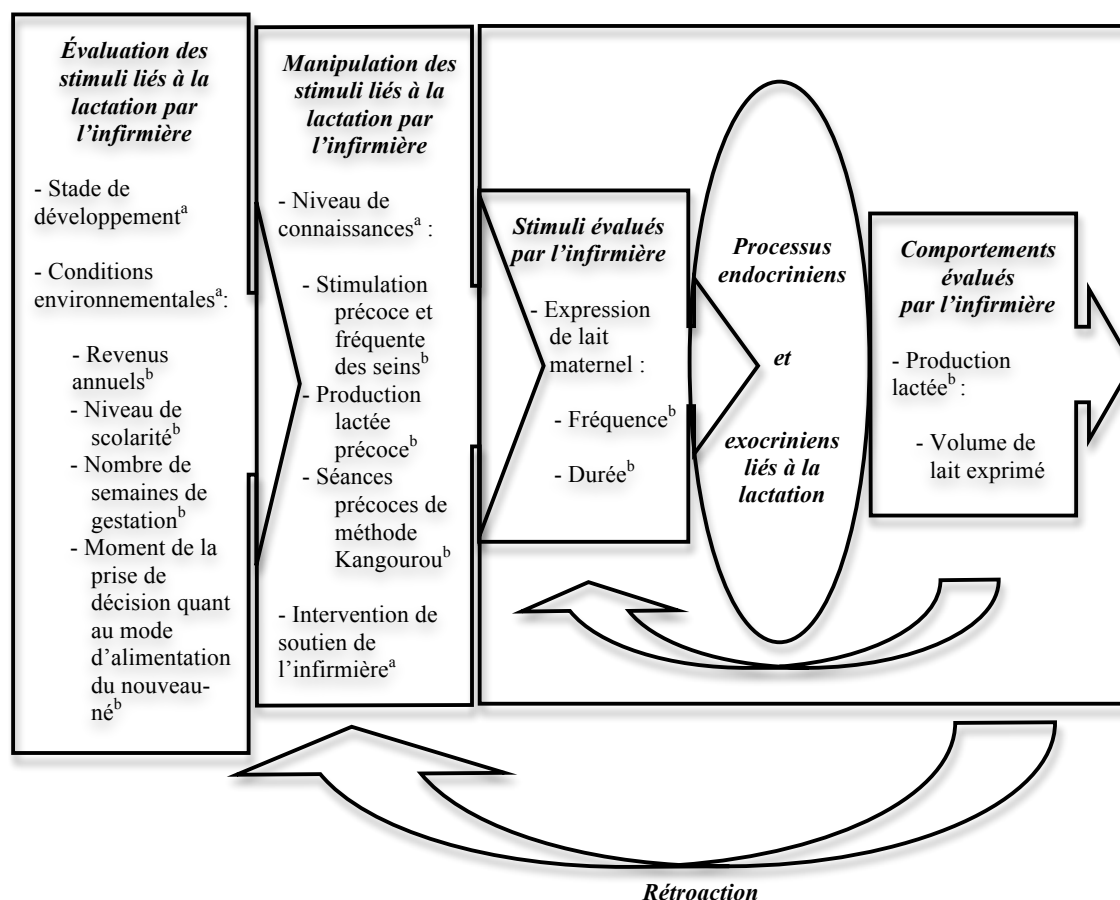 Évaluation des
stimuli liés à la
lactation par
l'infirmière
- Stade de
développementᵃ
- Conditions
environnementalesᵃ:
- Revenus
annuelsᵇ
- Niveau de
scolaritéᵇ
- Nombre de
semaines de
gestationᵇ
- Moment de la
prise de
décision quant
au mode
d'alimentation
du nouveau-
néᵇ
Manipulation des
stimuli liés à la
lactation par
l'infirmière
- Niveau de
connaissancesᵃ :
- Stimulation
précoce et
fréquente
des seinsᵇ
- Production
lactée
précoceᵇ
- Séances
précoces de
méthode
Kangourouᵇ
- Intervention de
soutien de
l'infirmièreᵃ
Stimuli évalués
par l'infirmière
- Expression
de lait
maternel :
- Fréquenceᵇ
- Duréeᵇ
Processus
endocriniens
et
exocriniens
liés à la
lactation
Comportements
évalués
par l'infirmière
- Production
lactéeᵇ :
- Volume de
lait exprimé
Rétroaction